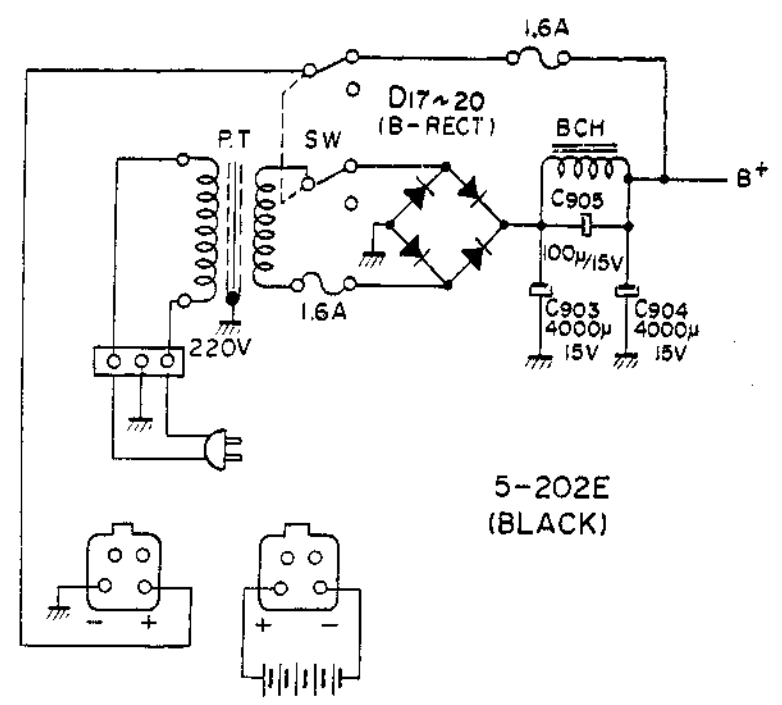 1.6A
D17~20
(B-RECT)
P.T
SW
BCH
B+
C905
100μ/15V
1.6A
C903
4000μ
15V
C904
4000μ
15V
220V
5-202E
(BLACK)
- +
+ -